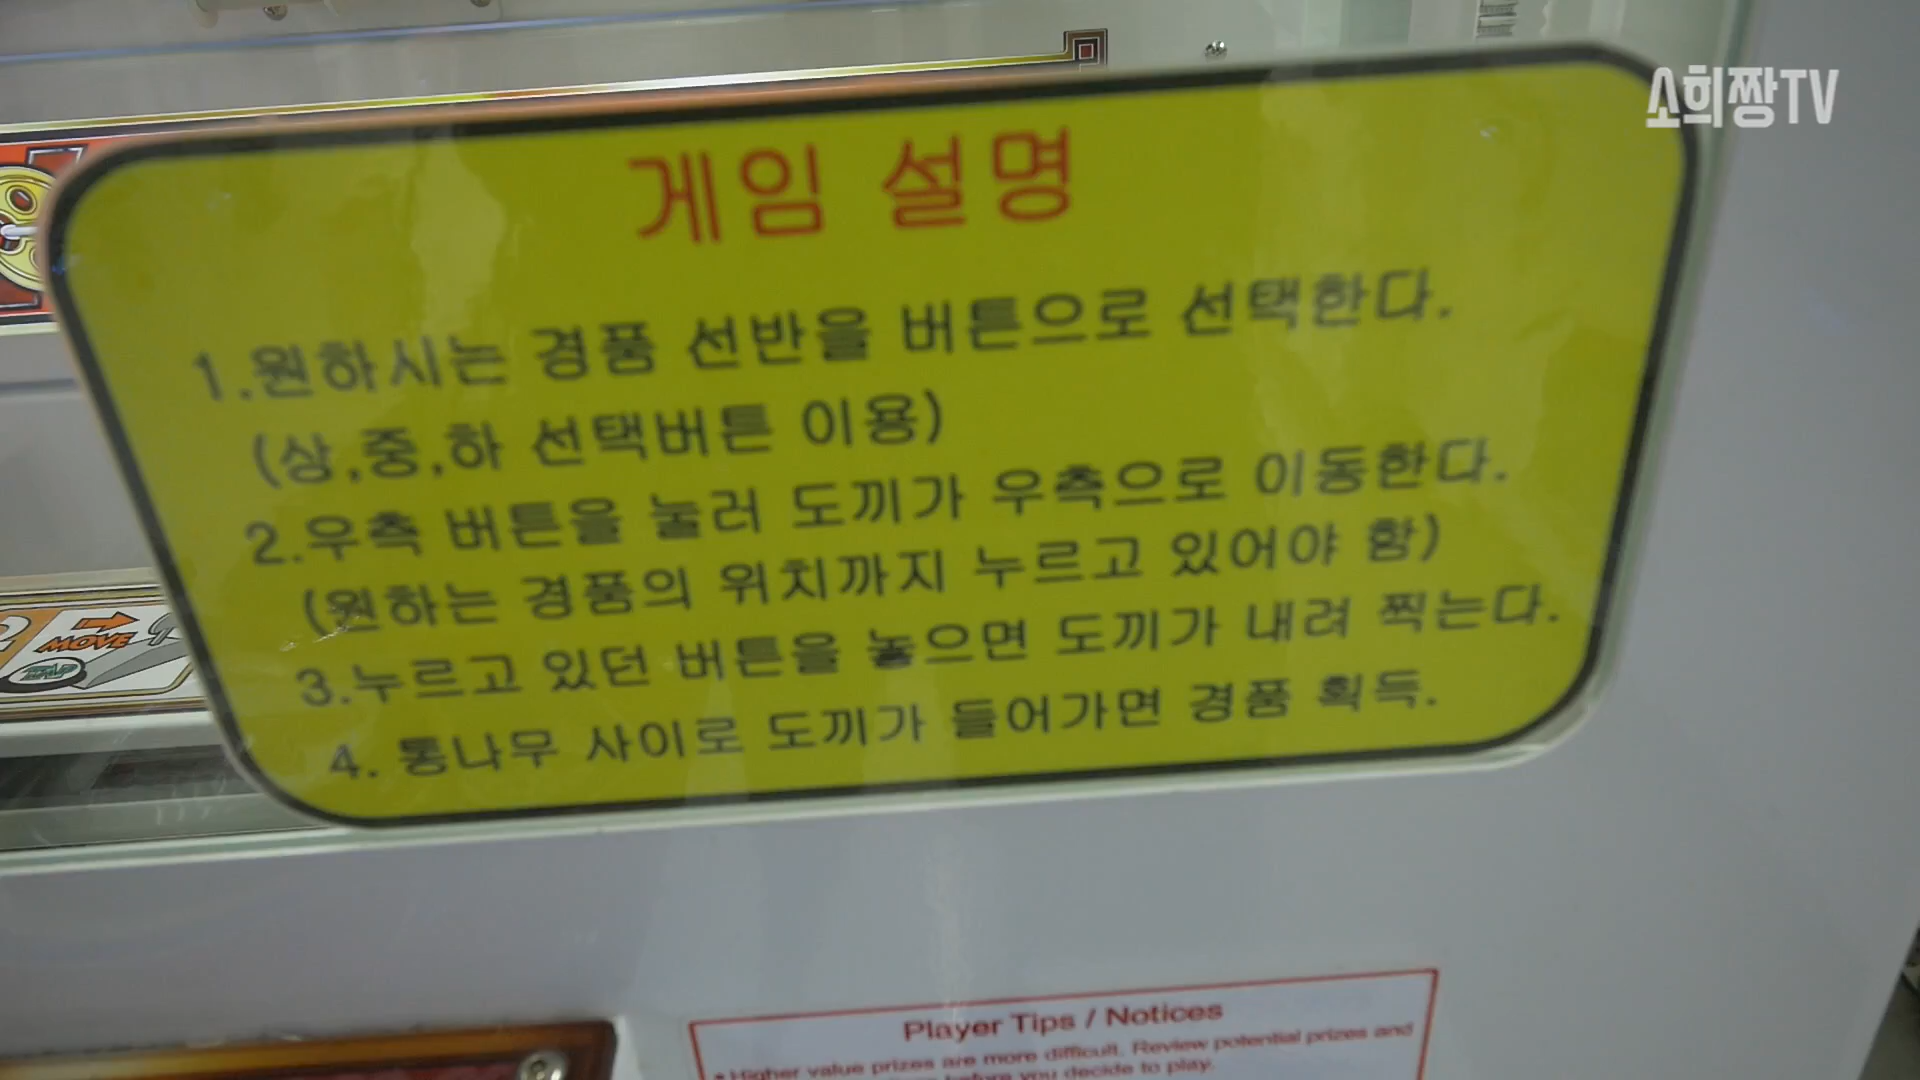 소희짱TV
게임 설명
1.원하시는 경품 선반을 버튼으로 선택한다.
(상,중,하 선택버튼 이용)
2.우측 버튼을 눌러 도끼가 우측으로 이동한다.
(원하는 경품의 위치까지 누르고 있어야 함)
3.누르고 있던 버튼을 놓으면 도끼가 내려 찍는다.
4. 통나무 사이로 도끼가 들어가면 경품 획득.
MOVE
Player Tips / Notices
• Higher value prizes are more difficult. Review potential prizes and
before you decide to play.